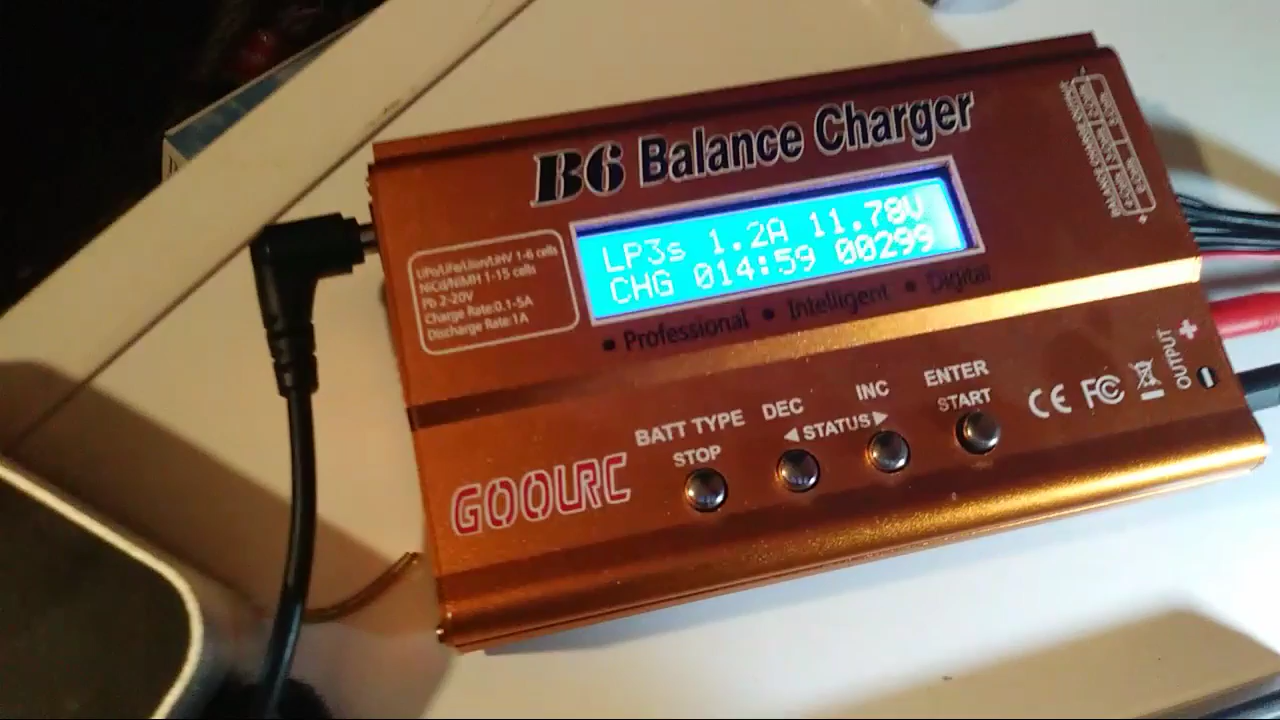 B6 Balance Charger
LP3s 1.2A 11.78V
CHG 014:59 00299
LiPo/LiFe/LiIon/LiHV 1-6 cells
NiCd/NiMH 1-15 cells
Pb 2-20V
Charge Rate:0.1-5A
Discharge Rate:1A
• Professional • Intelligent • Digital
BATT TYPE
STOP
DEC
INC
◀ STATUS ▶
ENTER
START
CE FC
OUTPUT
+
-
GOOLRC